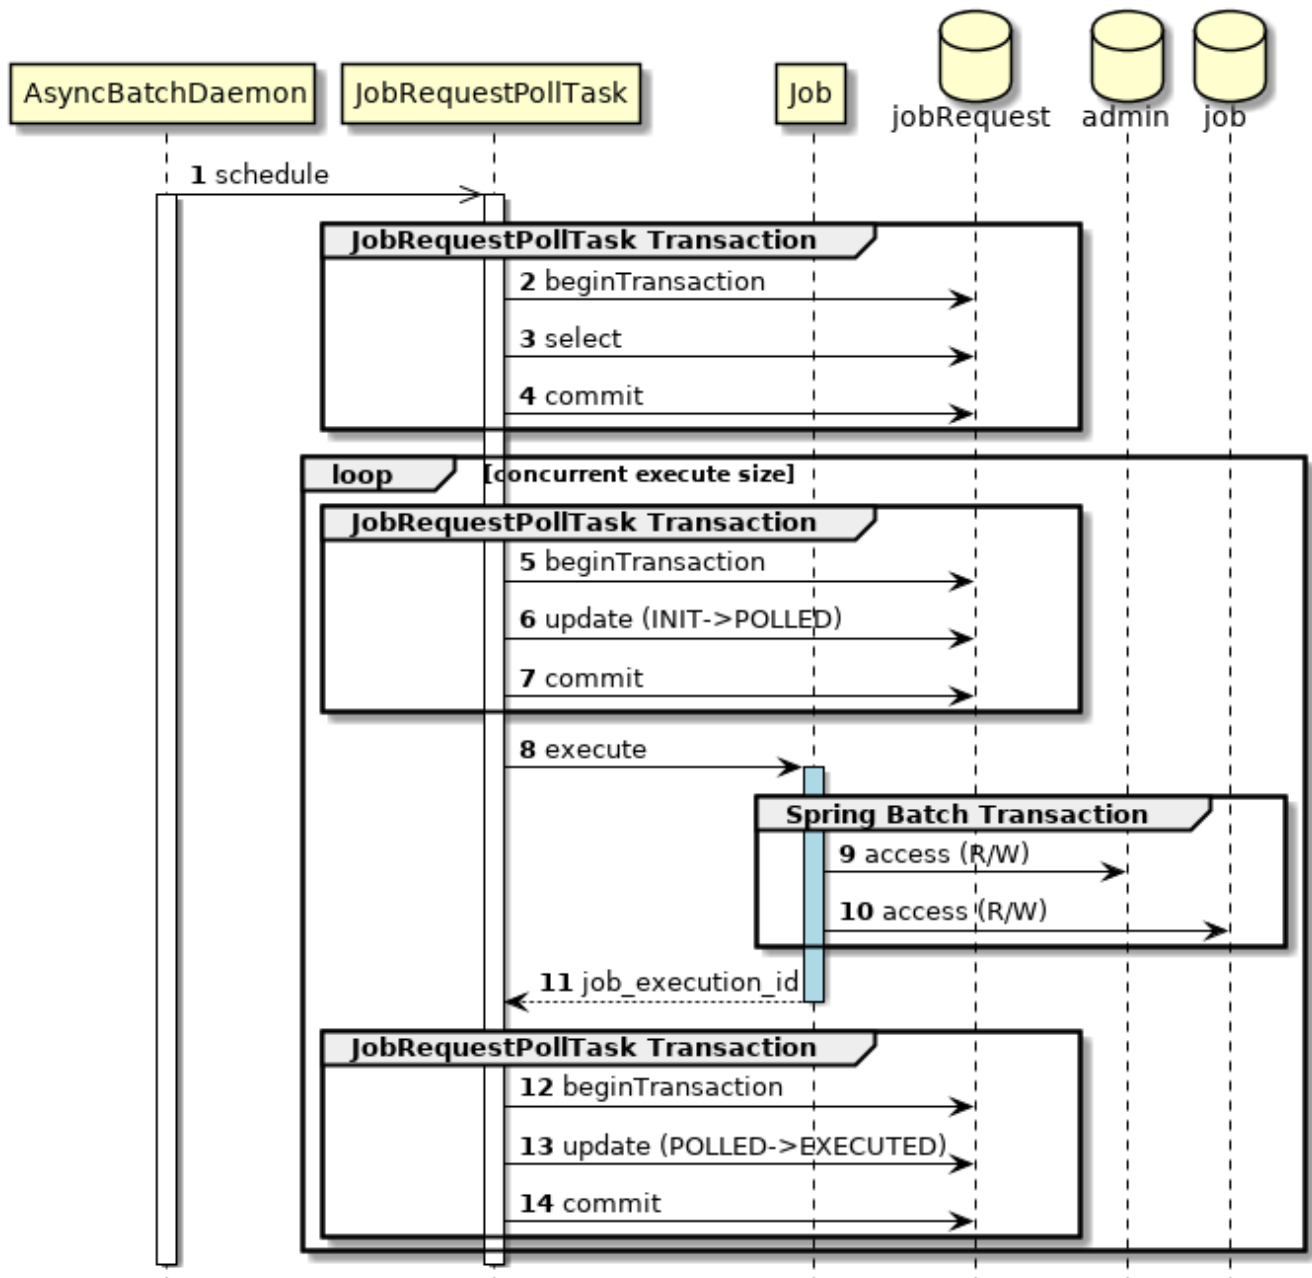 AsyncBatchDaemon
JobRequestPollTask
Job
jobRequest
admin
job
1 schedule
JobRequestPollTask Transaction
2 beginTransaction
3 select
4 commit
loop [concurrent execute size]
JobRequestPollTask Transaction
5 beginTransaction
6 update (INIT->POLLED)
7 commit
8 execute
Spring Batch Transaction
9 access (R/W)
10 access (R/W)
11 job_execution_id
JobRequestPollTask Transaction
12 beginTransaction
13 update (POLLED->EXECUTED)
14 commit